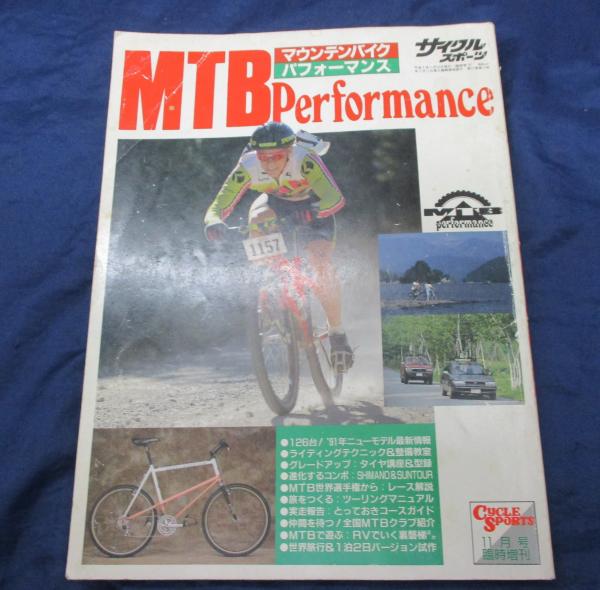 MTB
マウンテンバイク
パフォーマンス
Performance
サイクル
スポーツ
MTB
performance
1157
●126台!'91年ニューモデル最新情報
●ライディングテクニック&整備教室
●グレードアップ:タイヤ講座&型録
●進化するコンポ:SHIMANO&SUNTOUR
●MTB世界選手権から:レース解説
●旅をつくる:ツーリングマニュアル
●実走報告:とっておきコースガイド
●仲間を待つ!全国MTBクラブ紹介
●MTBで遊ぶ:RVでいく裏磐梯
●世界旅行&1泊2日バージョン試作
CYCLE
SPORTS
11月号
臨時増刊